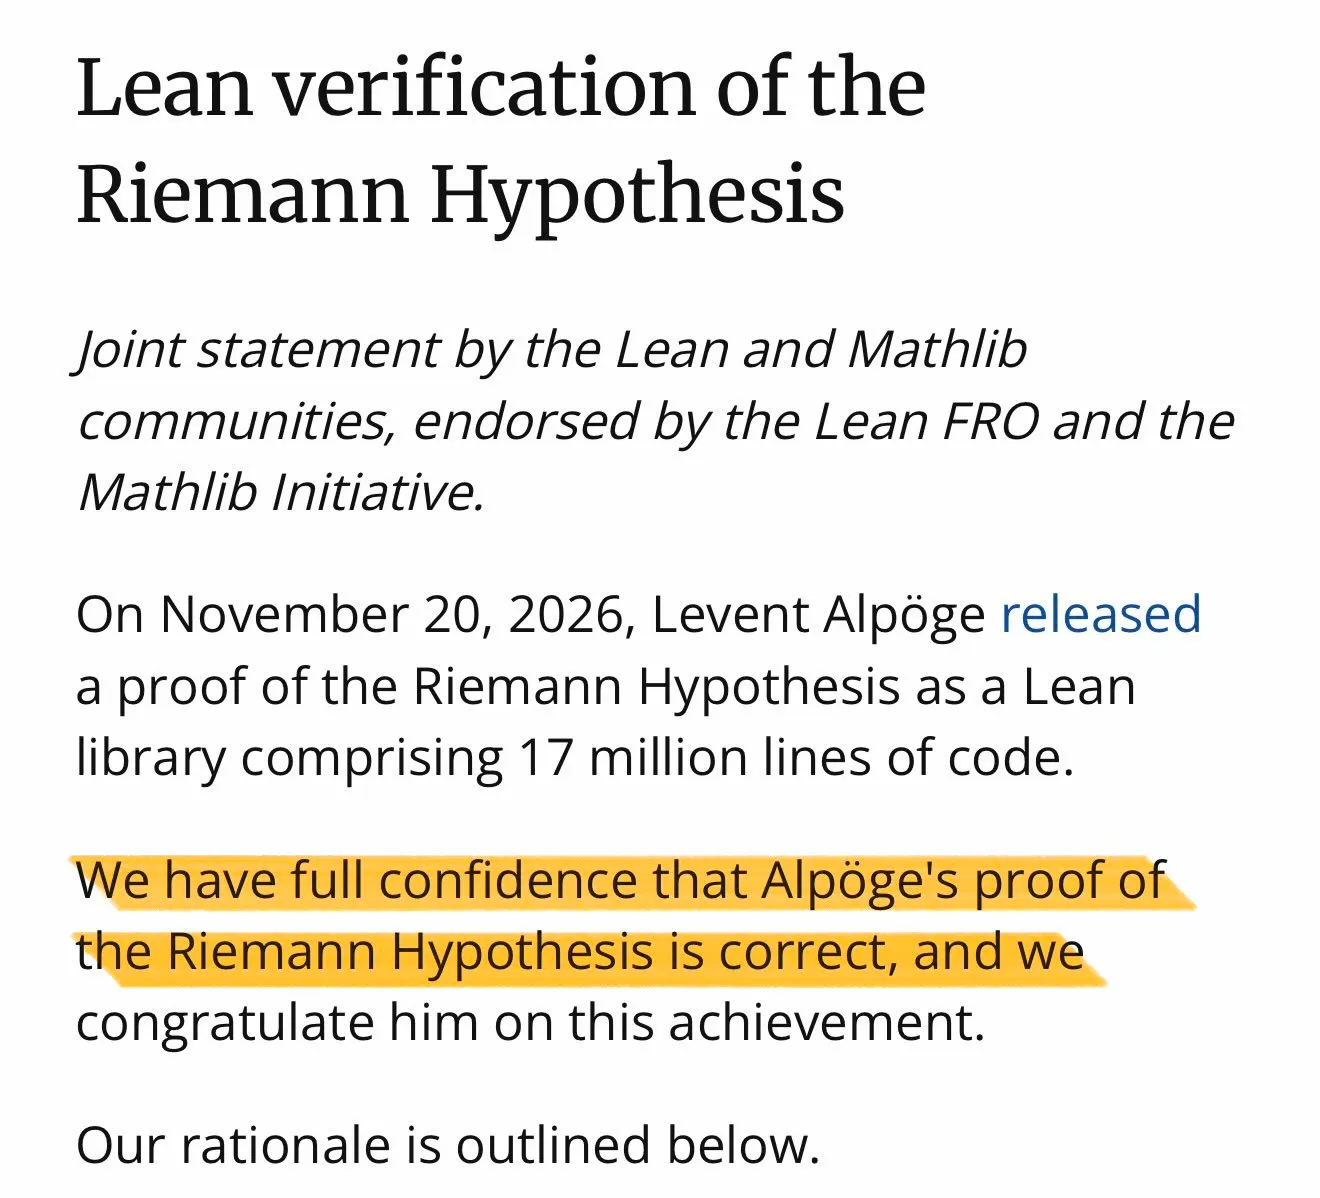 Lean verification of the
Riemann Hypothesis
Joint statement by the Lean and Mathlib
communities, endorsed by the Lean FRO and the
Mathlib Initiative.
On November 20, 2026, Levent Alpöge released
a proof of the Riemann Hypothesis as a Lean
library comprising 17 million lines of code.
We have full confidence that Alpöge's proof of
the Riemann Hypothesis is correct, and we
congratulate him on this achievement.
Our rationale is outlined below.